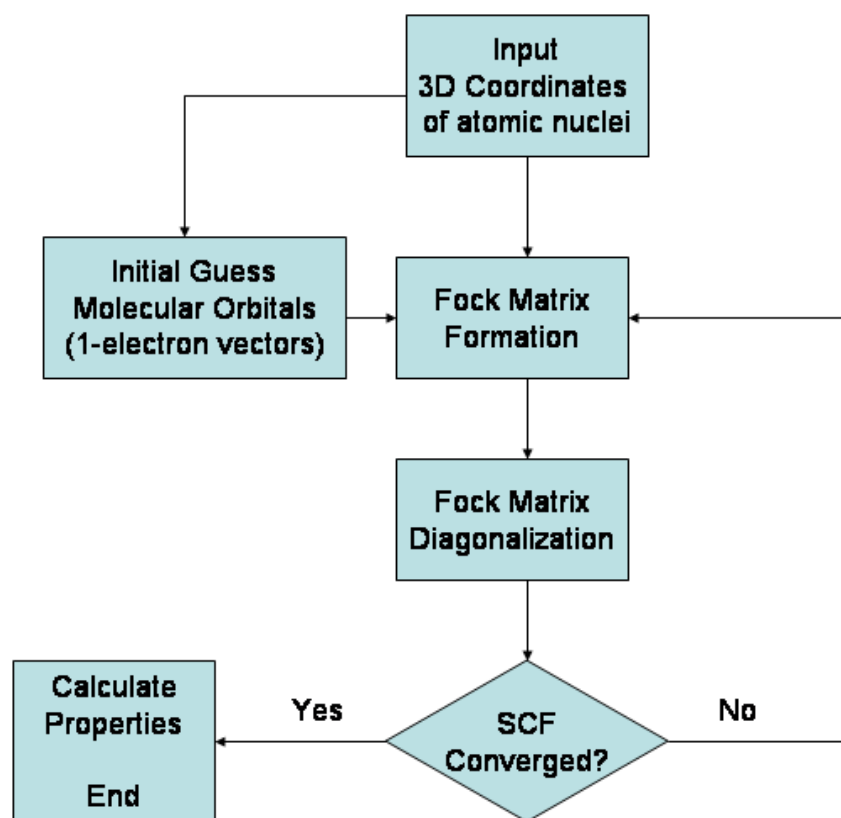 Input
3D Coordinates
of atomic nuclei
Initial Guess
Molecular Orbitals
(1-electron vectors)
Fock Matrix
Formation
Fock Matrix
Diagonalization
Calculate
Properties
End
Yes
SCF
Converged?
No